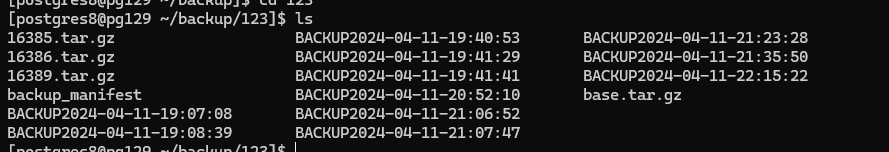 [postgres8@pg129 ~/backup]$ cd 123
[postgres8@pg129 ~/backup/123]$ ls
16385.tar.gz BACKUP2024-04-11-19:40:53 BACKUP2024-04-11-21:23:28
16386.tar.gz BACKUP2024-04-11-19:41:29 BACKUP2024-04-11-21:35:50
16389.tar.gz BACKUP2024-04-11-19:41:41 BACKUP2024-04-11-22:15:22
backup_manifest BACKUP2024-04-11-20:52:10 base.tar.gz
BACKUP2024-04-11-19:07:08 BACKUP2024-04-11-21:06:52
BACKUP2024-04-11-19:08:39 BACKUP2024-04-11-21:07:47
[postgres8@pg129 ~/backup/123]$